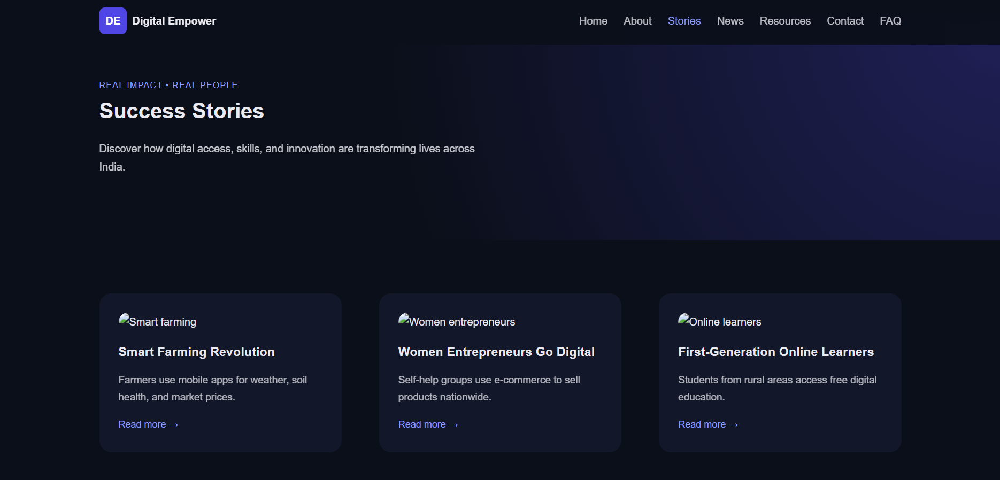 DE Digital Empower Home About Stories News Resources Contact FAQ
REAL IMPACT • REAL PEOPLE
Success Stories
Discover how digital access, skills, and innovation are transforming lives across
India.
Smart farming
Smart Farming Revolution
Farmers use mobile apps for weather, soil
health, and market prices.
Read more →
Women entrepreneurs
Women Entrepreneurs Go Digital
Self-help groups use e-commerce to sell
products nationwide.
Read more →
Online learners
First-Generation Online Learners
Students from rural areas access free digital
education.
Read more →